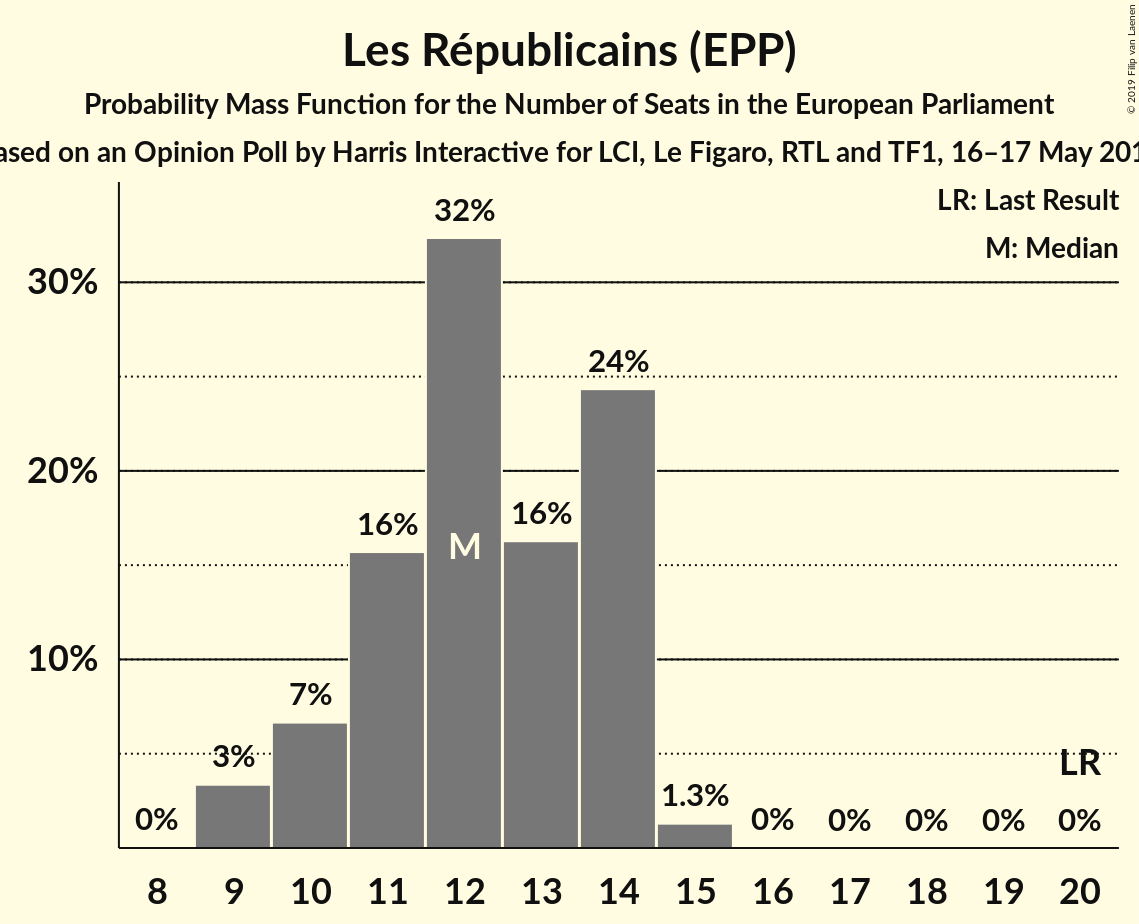 Les Républicains (EPP)
Probability Mass Function for the Number of Seats in the European Parliament
on an Opinion Poll by Harris Interactive for LCI, Le Figaro, RTL and TF1, 16–17 May
© 2019 Filip van Laenen
LR: Last Result
M: Median
30%
20%
10%
0%
3%
7%
16%
32%
16%
24%
1.3%
0%
0%
0%
0%
0%
M
LR
8 9 10 11 12 13 14 15 16 17 18 19 20